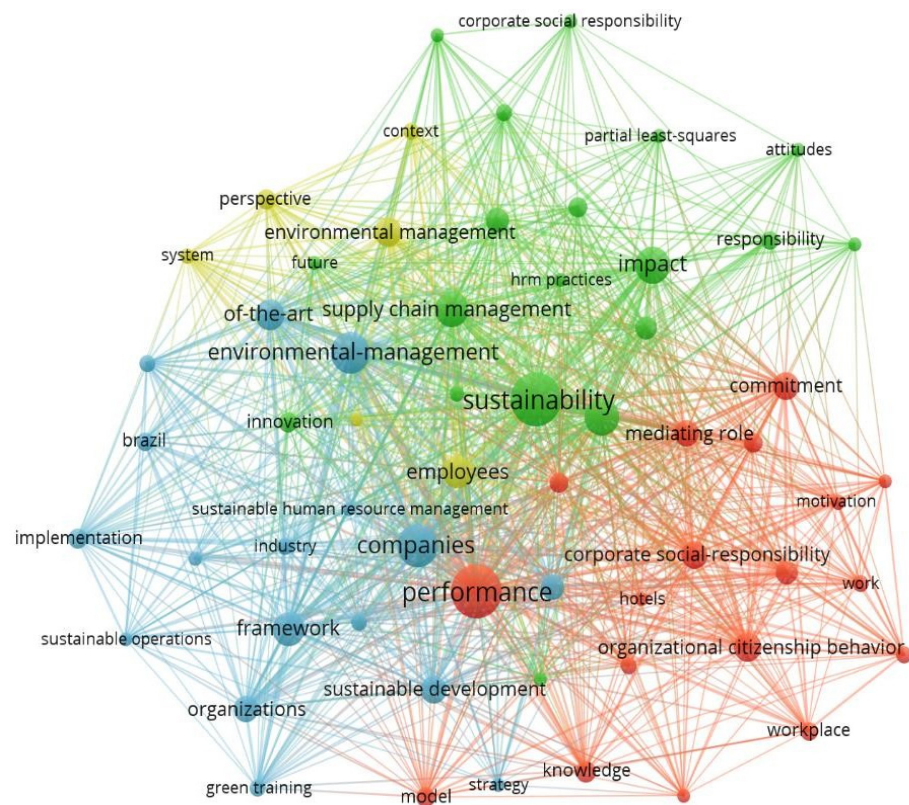 corporate social responsibility
context
partial least-squares
attitudes
perspective
environmental management
responsibility
system
future
impact
hrm practices
of-the-art
supply chain management
environmental-management
commitment
sustainability
innovation
mediating role
brazil
employees
motivation
sustainable human resource management
implementation
industry
companies
corporate social-responsibility
work
performance
hotels
sustainable operations
framework
organizational citizenship behavior
sustainable development
organizations
workplace
knowledge
green training
strategy
model